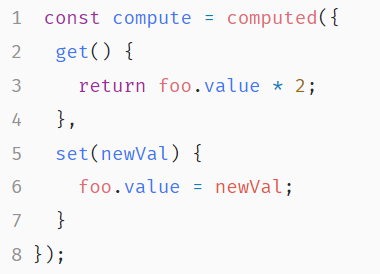 1 const compute = computed({
2 get() {
3 return foo.value * 2;
4 },
5 set(newVal) {
6 foo.value = newVal;
7 }
8 });